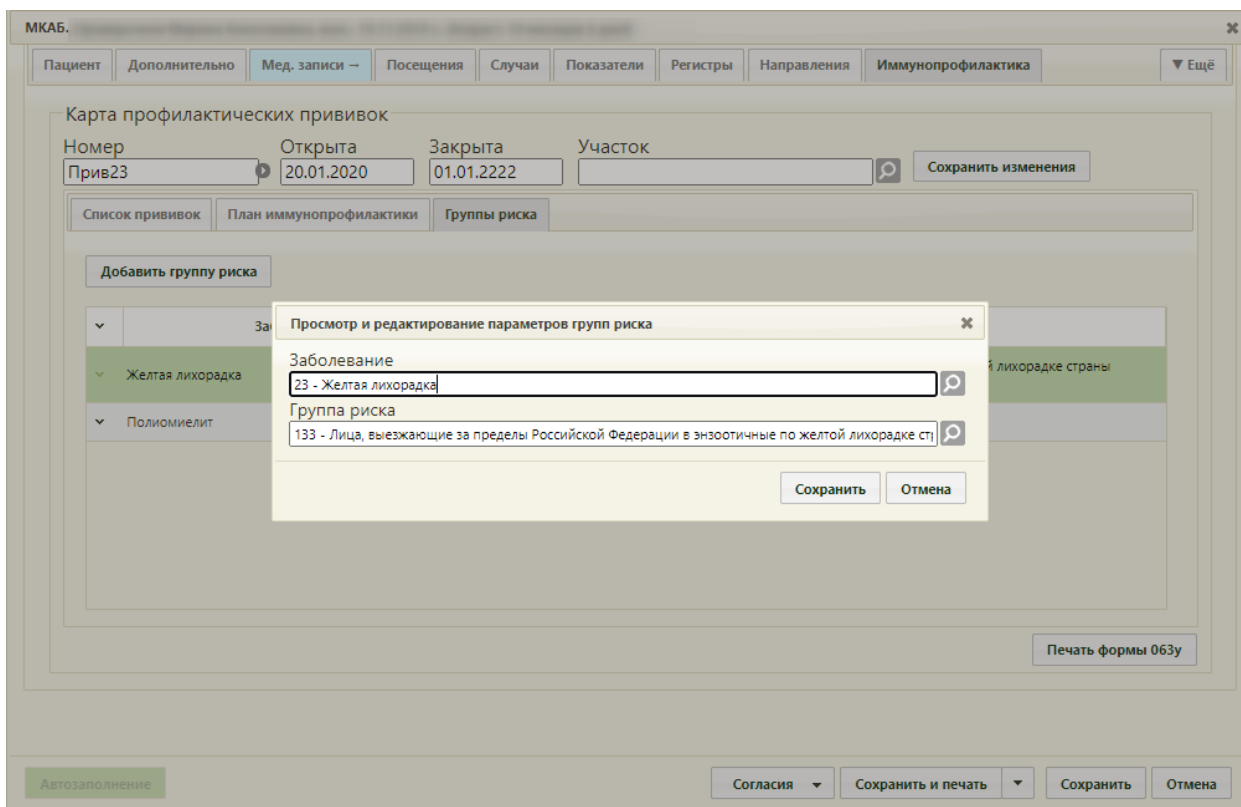 МКАБ.
Пациент Дополнительно Мед. записи → Посещения Случаи Показатели Регистры Направления Иммунопрофилактика ▼ Ещё
Карта профилактических прививок
Номер Открыта Закрыта Участок
Прив23 20.01.2020 01.01.2222 Сохранить изменения
Список прививок План иммунопрофилактики Группы риска
Добавить группу риска
Просмотр и редактирование параметров групп риска
Заболевание
Желтая лихорадка лихорадке страны
23 - Желтая лихорадка
Группа риска
Полиомиелит
133 - Лица, выезжающие за пределы Российской Федерации в энзоотичные по желтой лихорадке
Сохранить Отмена
Печать формы 063у
Автозаполнение Согласия Сохранить и печать Сохранить Отмена